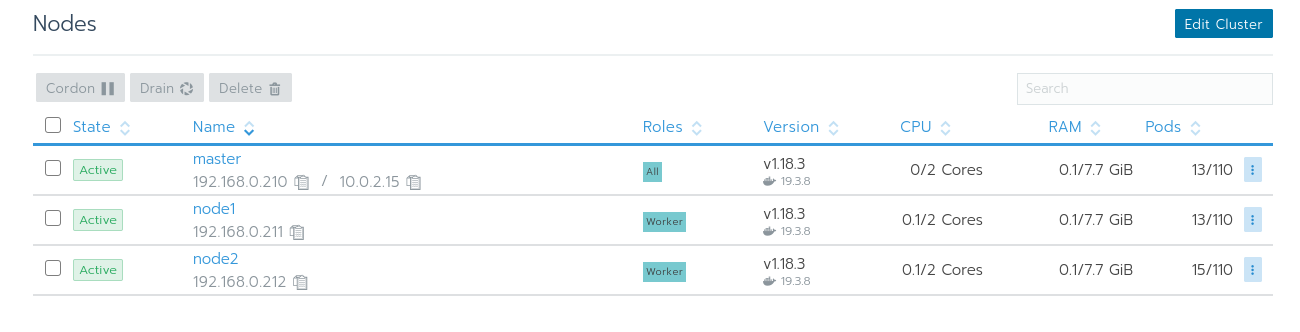 Nodes
Edit Cluster
Cordon Drain Delete
Search
State Name Roles Version CPU RAM Pods
Active master All v1.18.3 0/2 Cores 0.1/7.7 GiB 13/110
192.168.0.210 / 10.0.2.15 19.3.8
Active node1 Worker v1.18.3 0.1/2 Cores 0.1/7.7 GiB 13/110
192.168.0.211 19.3.8
Active node2 Worker v1.18.3 0.1/2 Cores 0.1/7.7 GiB 15/110
192.168.0.212 19.3.8